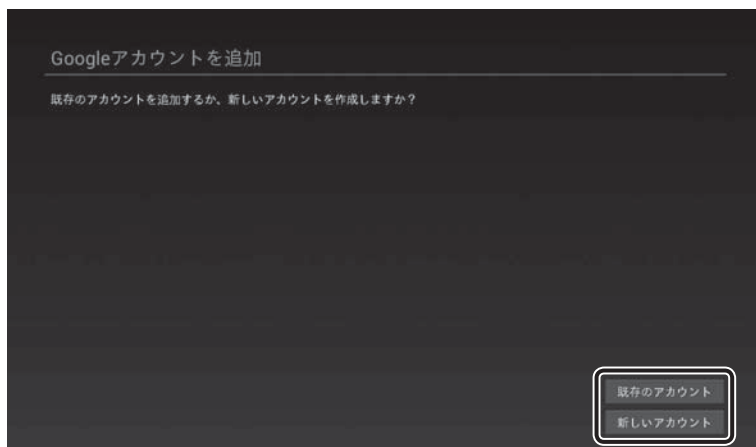 Googleアカウントを追加
既存のアカウントを追加するか、新しいアカウントを作成しますか？
既存のアカウント
新しいアカウント